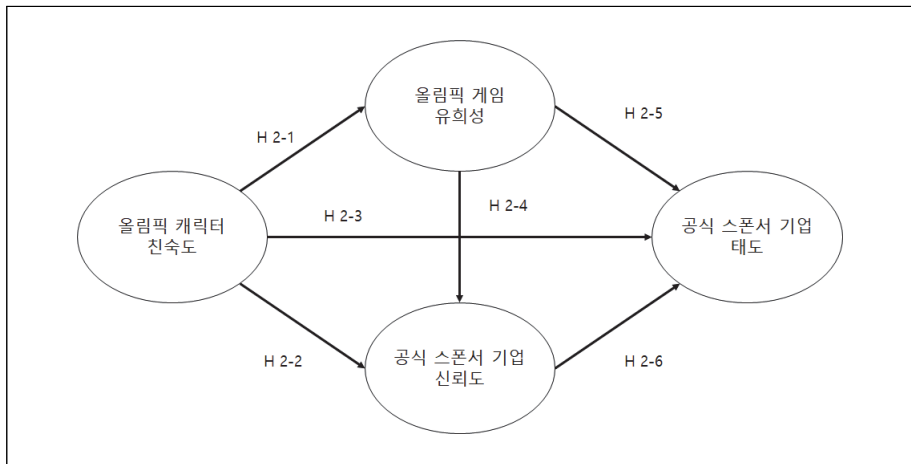 올림픽 게임
유희성
H 2-1
H 2-5
올림픽 캐릭터
친숙도
H 2-3
H 2-4
공식 스폰서 기업
태도
H 2-2
공식 스폰서 기업
신뢰도
H 2-6